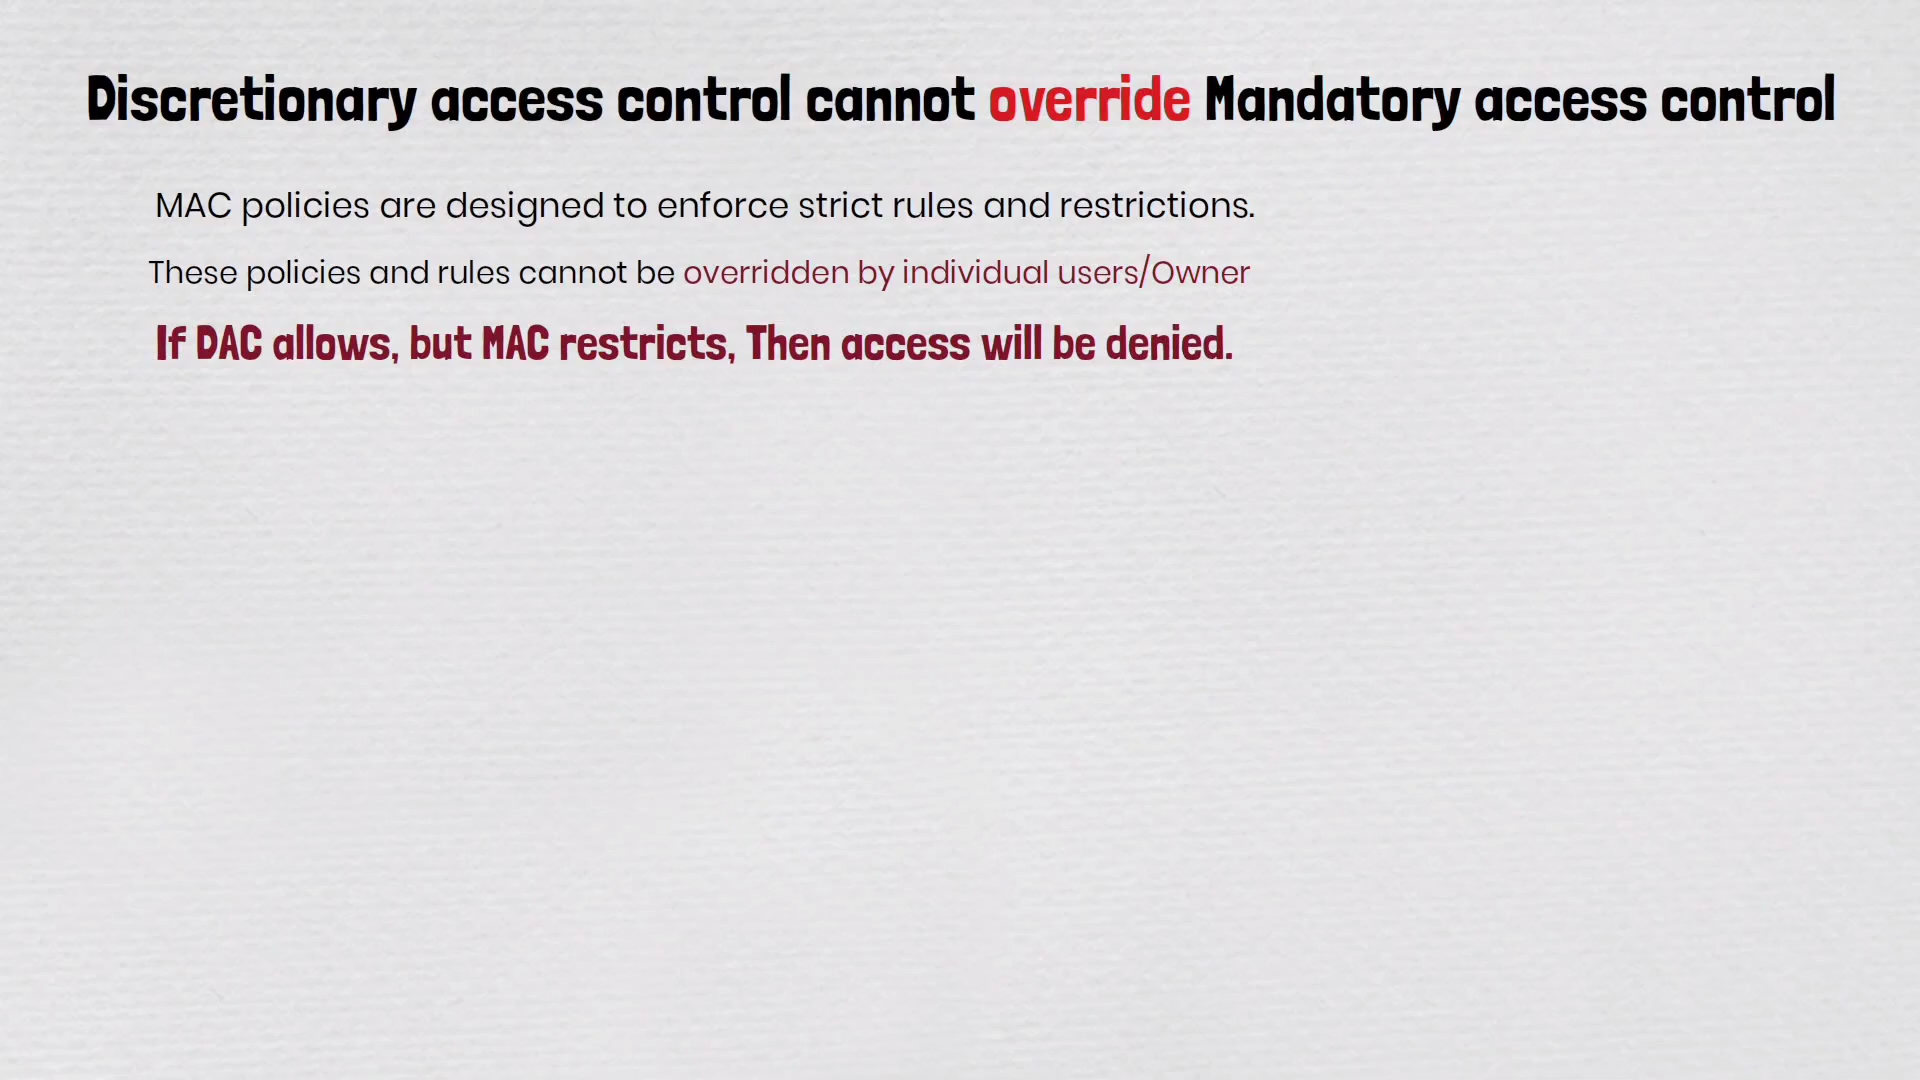 Discretionary access control cannot override Mandatory access control
MAC policies are designed to enforce strict rules and restrictions.
These policies and rules cannot be overridden by individual users/Owner
If DAC allows, but MAC restricts, Then access will be denied.